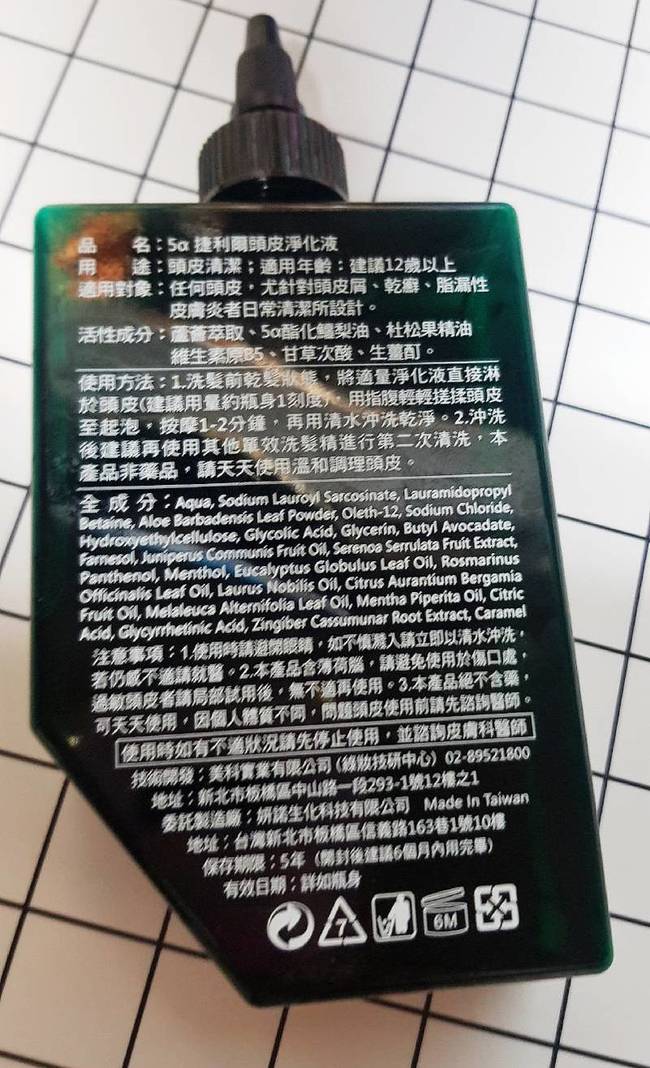 品　　名：5α 捷利爾頭皮淨化液
用　　途：頭皮清潔；適用年齡：建議12歲以上
適用對象：任何頭皮，尤針對頭皮屑、乾癬、脂漏性
皮膚炎者日常清潔所設計。
活性成分：蘆薈萃取、5α酯化鱷梨油、杜松果精油
維生素原B5、甘草次酸、生薑酊。
使用方法：1.洗髮前乾髮狀態，將適量淨化液直接淋
於頭皮(建議用量約瓶身1刻度)，用指腹輕輕搓揉頭皮
至起泡，按摩1-2分鐘，再用清水沖洗乾淨。2.沖洗
後建議再使用其他單效洗髮精進行第二次清洗，本
產品非藥品，請天天使用溫和調理頭皮。
全 成 分：Aqua, Sodium Lauroyl Sarcosinate, Lauramidopropyl
Betaine, Aloe Barbadensis Leaf Powder, Oleth-12, Sodium Chloride,
Hydroxyethylcellulose, Glycolic Acid, Glycerin, Butyl Avocadate,
Farnesol, Juniperus Communis Fruit Oil, Serenoa Serrulata Fruit Extract,
Panthenol, Menthol, Eucalyptus Globulus Leaf Oil, Rosmarinus
Officinalis Leaf Oil, Laurus Nobilis Oil, Citrus Aurantium Bergamia
Fruit Oil, Melaleuca Alternifolia Leaf Oil, Mentha Piperita Oil, Citric
Acid, Glycyrrhetinic Acid, Zingiber Cassumunar Root Extract, Caramel
注意事項：1.使用時請避開眼睛，如不慎濺入請立即以清水沖洗，
若仍感不適請就醫。2.本產品含薄荷腦，請避免使用於傷口處，
過敏頭皮者請局部試用後，無不適再使用。3.本產品絕不含藥，
可天天使用，因個人體質不同，問題頭皮使用前請先諮詢醫師。
使用時如有不適狀況請先停止使用，並諮詢皮膚科醫師
技術開發：美科實業有限公司 (綠妝技研中心) 02-89521800
地址：新北市板橋區中山路一段293-1號12樓之1
委託製造廠：妍諾生化科技有限公司 Made In Taiwan
地址：台灣新北市板橋區信義路163巷1號10樓
保存期限：5年 (開封後建議6個月內用完畢)
有效日期：詳如瓶身
7
6M